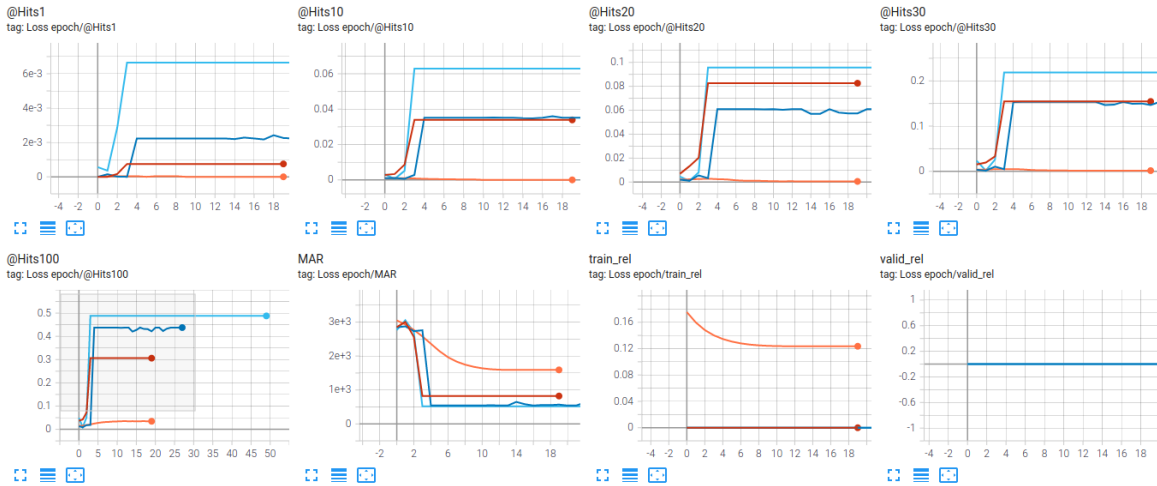 @Hits1
tag: Loss epoch/@Hits1
6e-3
4e-3
2e-3
0
-4 -2 0 2 4 6 8 10 12 14 16 18
@Hits10
tag: Loss epoch/@Hits10
0.06
0.04
0.02
0
-4 -2 0 2 4 6 8 10 12 14 16 18
@Hits20
tag: Loss epoch/@Hits20
0.1
0.08
0.06
0.04
0.02
0
-4 -2 0 2 4 6 8 10 12 14 16 18
@Hits30
tag: Loss epoch/@Hits30
0.2
0.1
0
-4 -2 0 2 4 6 8 10 12 14 16 18
@Hits100
tag: Loss epoch/@Hits100
0.5
0.4
0.3
0.2
0.1
0
0 5 10 15 20 25 30 35 40 45 50
MAR
tag: Loss epoch/MAR
3e+3
2e+3
1e+3
0
-2 2 6 10 14 18
train_rel
tag: Loss epoch/train_rel
0.16
0.12
0.08
0.04
0
-4 -2 0 2 4 6 8 10 12 14 16 18
valid_rel
tag: Loss epoch/valid_rel
1
0.6
0.2
-0.2
-0.6
-1
-4 -2 0 2 4 6 8 10 12 14 16 18